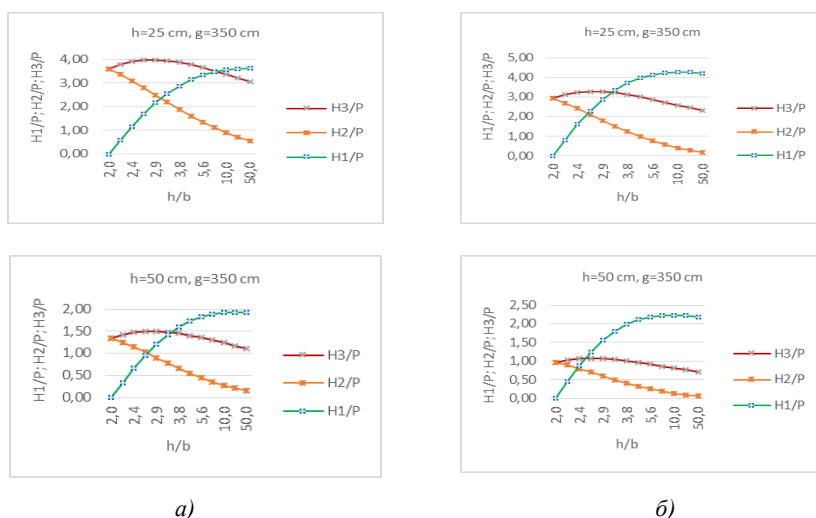 h=25 cm, g=350 cm
H1/P; H2/P;H3/P
4,00
3,00
2,00
1,00
0,00
2,0 2,4 2,9 3,8 5,6 10,0 50,0
h/b
H3/P
H2/P
H1/P
h=25 cm, g=350 cm
H1/P; H2/P;H3/P
5,00
4,00
3,00
2,00
1,00
0,00
2,0 2,4 2,9 3,8 5,6 10,0 50,0
h/b
H3/P
H2/P
H1/P
h=50 cm, g=350 cm
H1/P; H2/P;H3/P
2,00
1,50
1,00
0,50
0,00
2,0 2,4 2,9 3,8 5,6 10,0 50,0
h/b
H3/P
H2/P
H1/P
h=50 cm, g=350 cm
H1/P; H2/P;H3/P
2,50
2,00
1,50
1,00
0,50
0,00
2,0 2,4 2,9 3,8 5,6 10,0 50,0
h/b
H3/P
H2/P
H1/P
а) б)